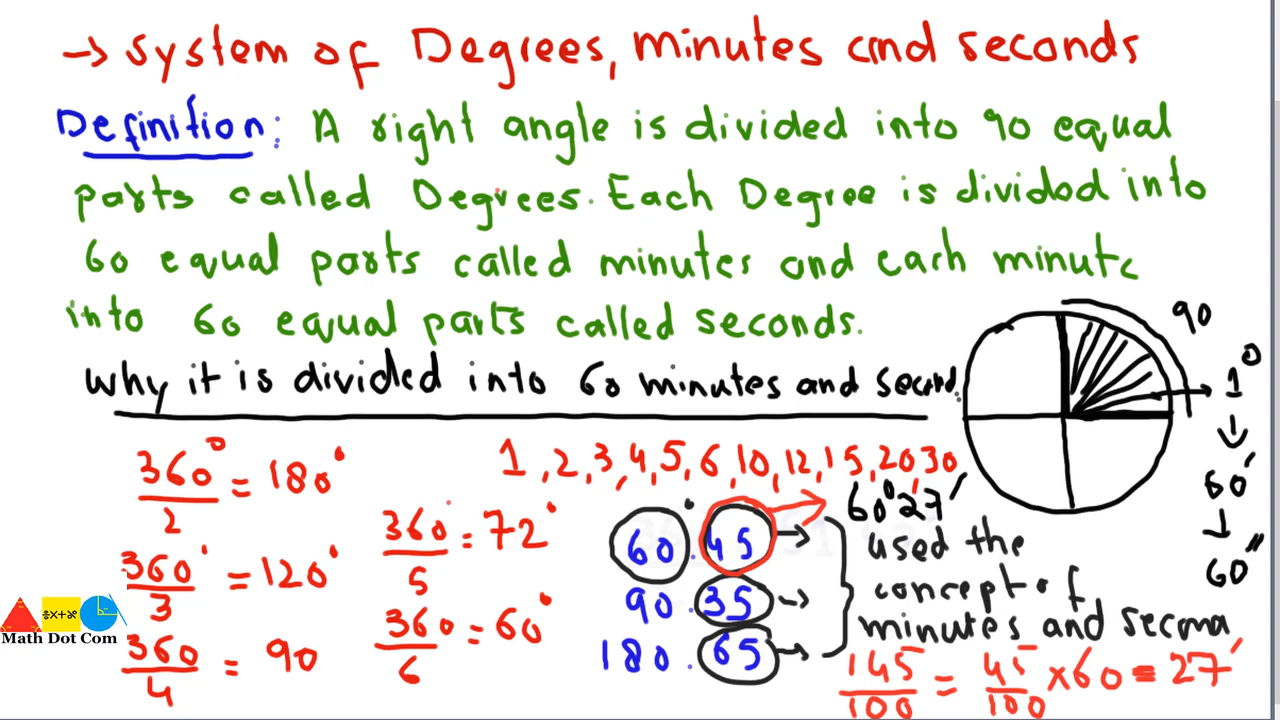 → System of Degrees, minutes and seconds
Definition: A right angle is divided into 90 equal
parts called Degrees. Each Degree is divided into
60 equal parts called minutes and each minute
into 60 equal parts called seconds.
why it is divided into 60 minutes and second.
90
1°
↓
60′
↓
60″
360°/2 = 180°
360°/3 = 120°
360/4 = 90
360/5 = 72°
360/6 = 60°
1, 2, 3, 4, 5, 6, 10, 12, 15, 20, 30
60°.45 →
60°27′
90.35 →
180.65 →
used the
concept of
minutes and secona
145/100 = 45/100 × 60 = 27′
÷x+%
Math Dot Com